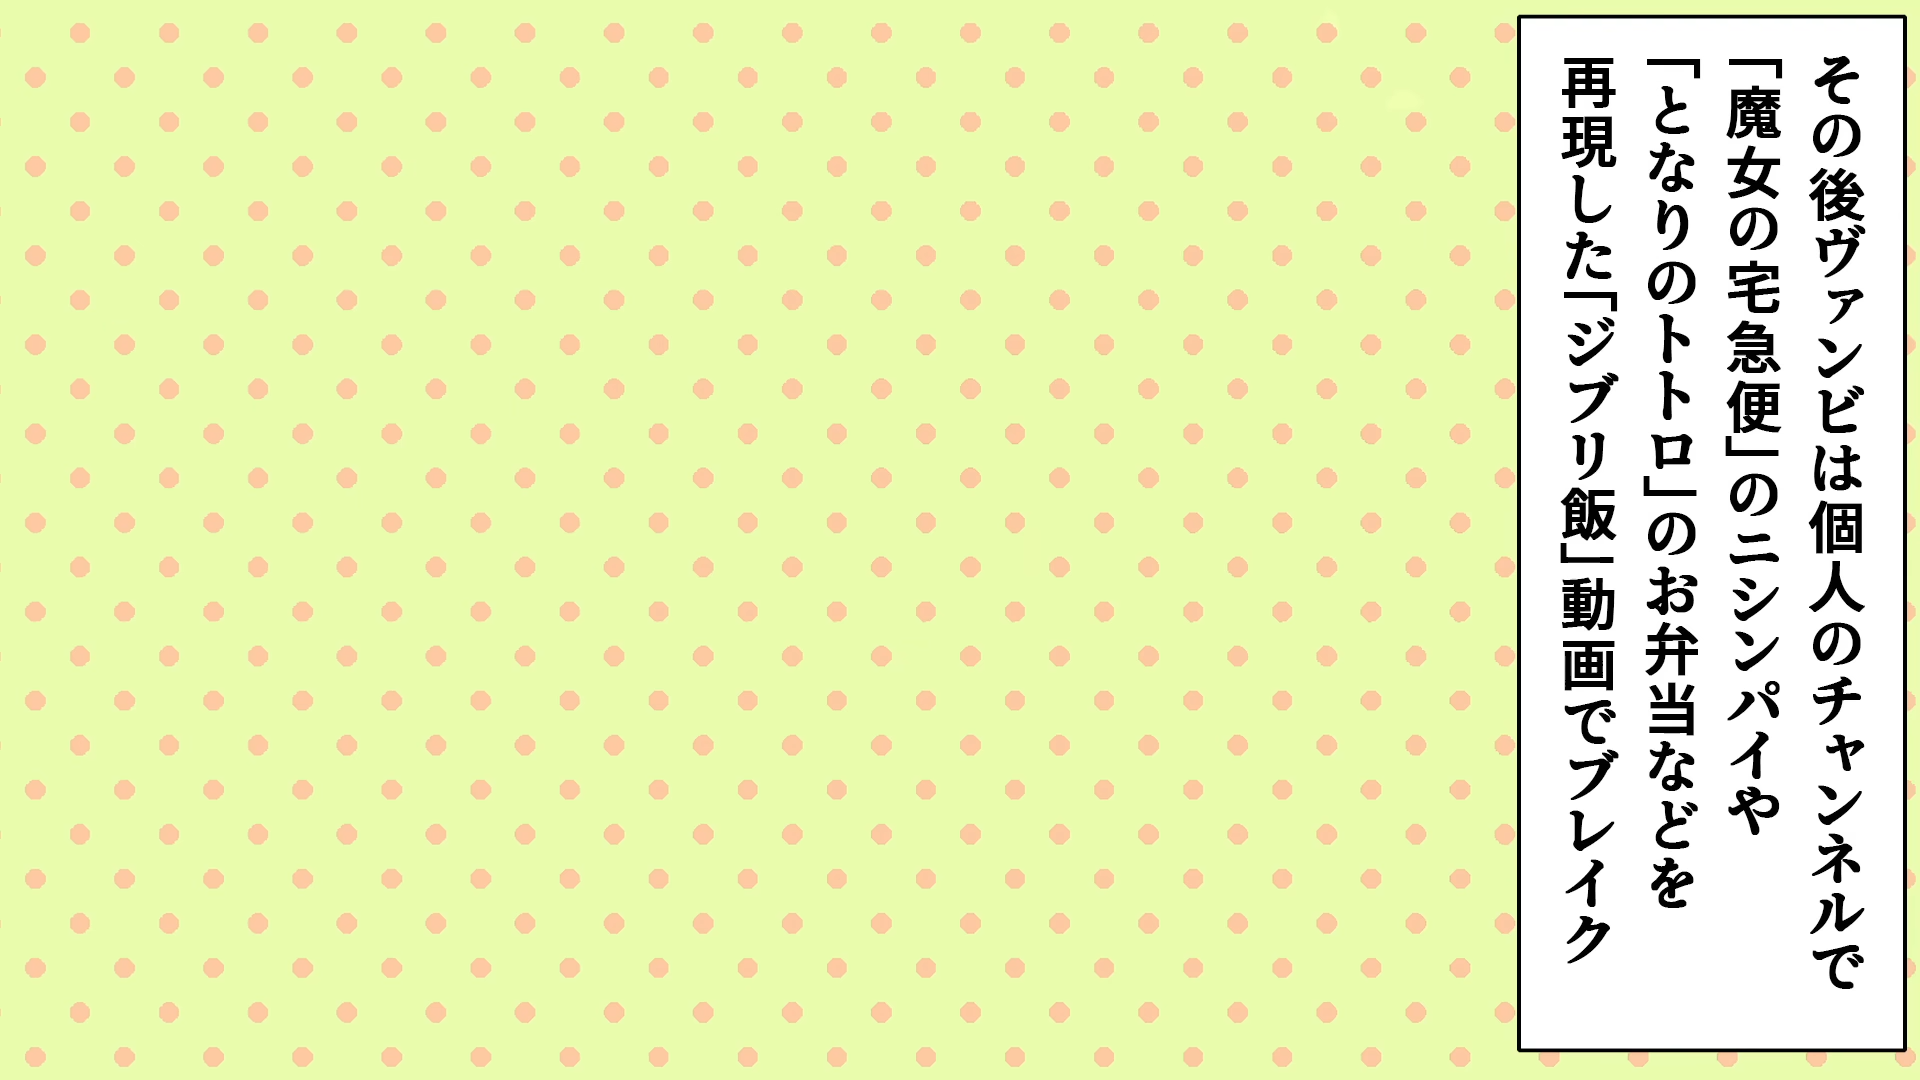 その後ヴァンビは個人のチャンネルで
「魔女の宅急便」のニシンパイや
「となりのトトロ」のお弁当などを
再現した「ジブリ飯」動画でブレイク